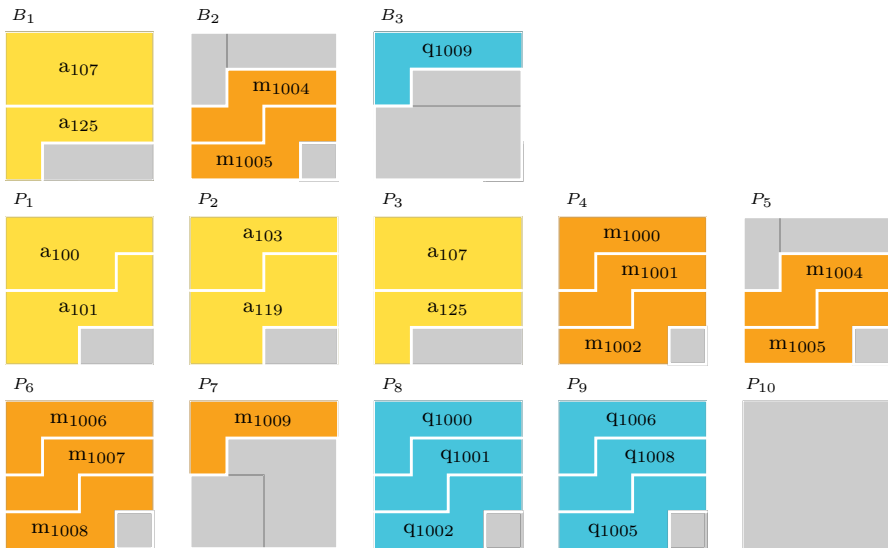 B₁ B₂ B₃
a₁₀₇ m₁₀₀₄ q₁₀₀₉
a₁₂₅ m₁₀₀₅
P₁ P₂ P₃ P₄ P₅
a₁₀₀ a₁₀₃ a₁₀₇ m₁₀₀₀ m₁₀₀₄
m₁₀₀₁
a₁₀₁ a₁₁₉ a₁₂₅ m₁₀₀₂ m₁₀₀₅
P₆ P₇ P₈ P₉ P₁₀
m₁₀₀₆ m₁₀₀₉ q₁₀₀₀ q₁₀₀₆
m₁₀₀₇ q₁₀₀₁ q₁₀₀₈
m₁₀₀₈ q₁₀₀₂ q₁₀₀₅